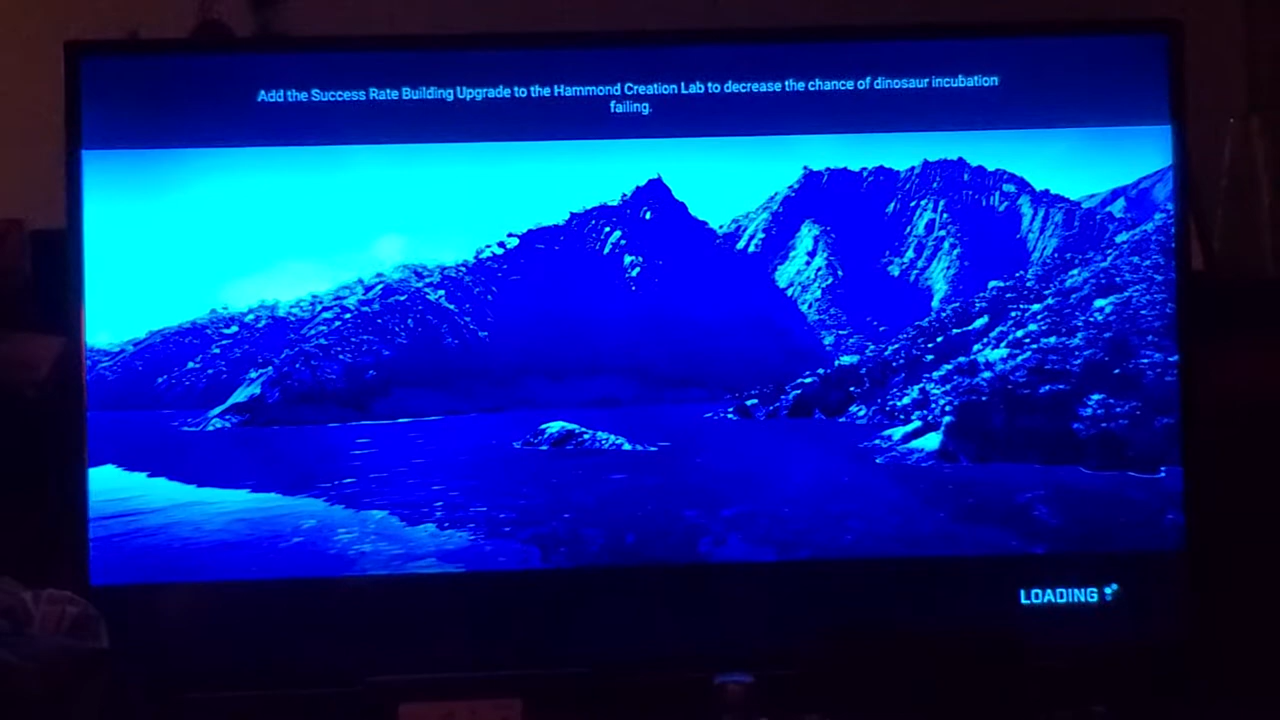 Add the Success Rate Building Upgrade to the Hammond Creation Lab to decrease the chance of dinosaur incubation
failing.
LOADING